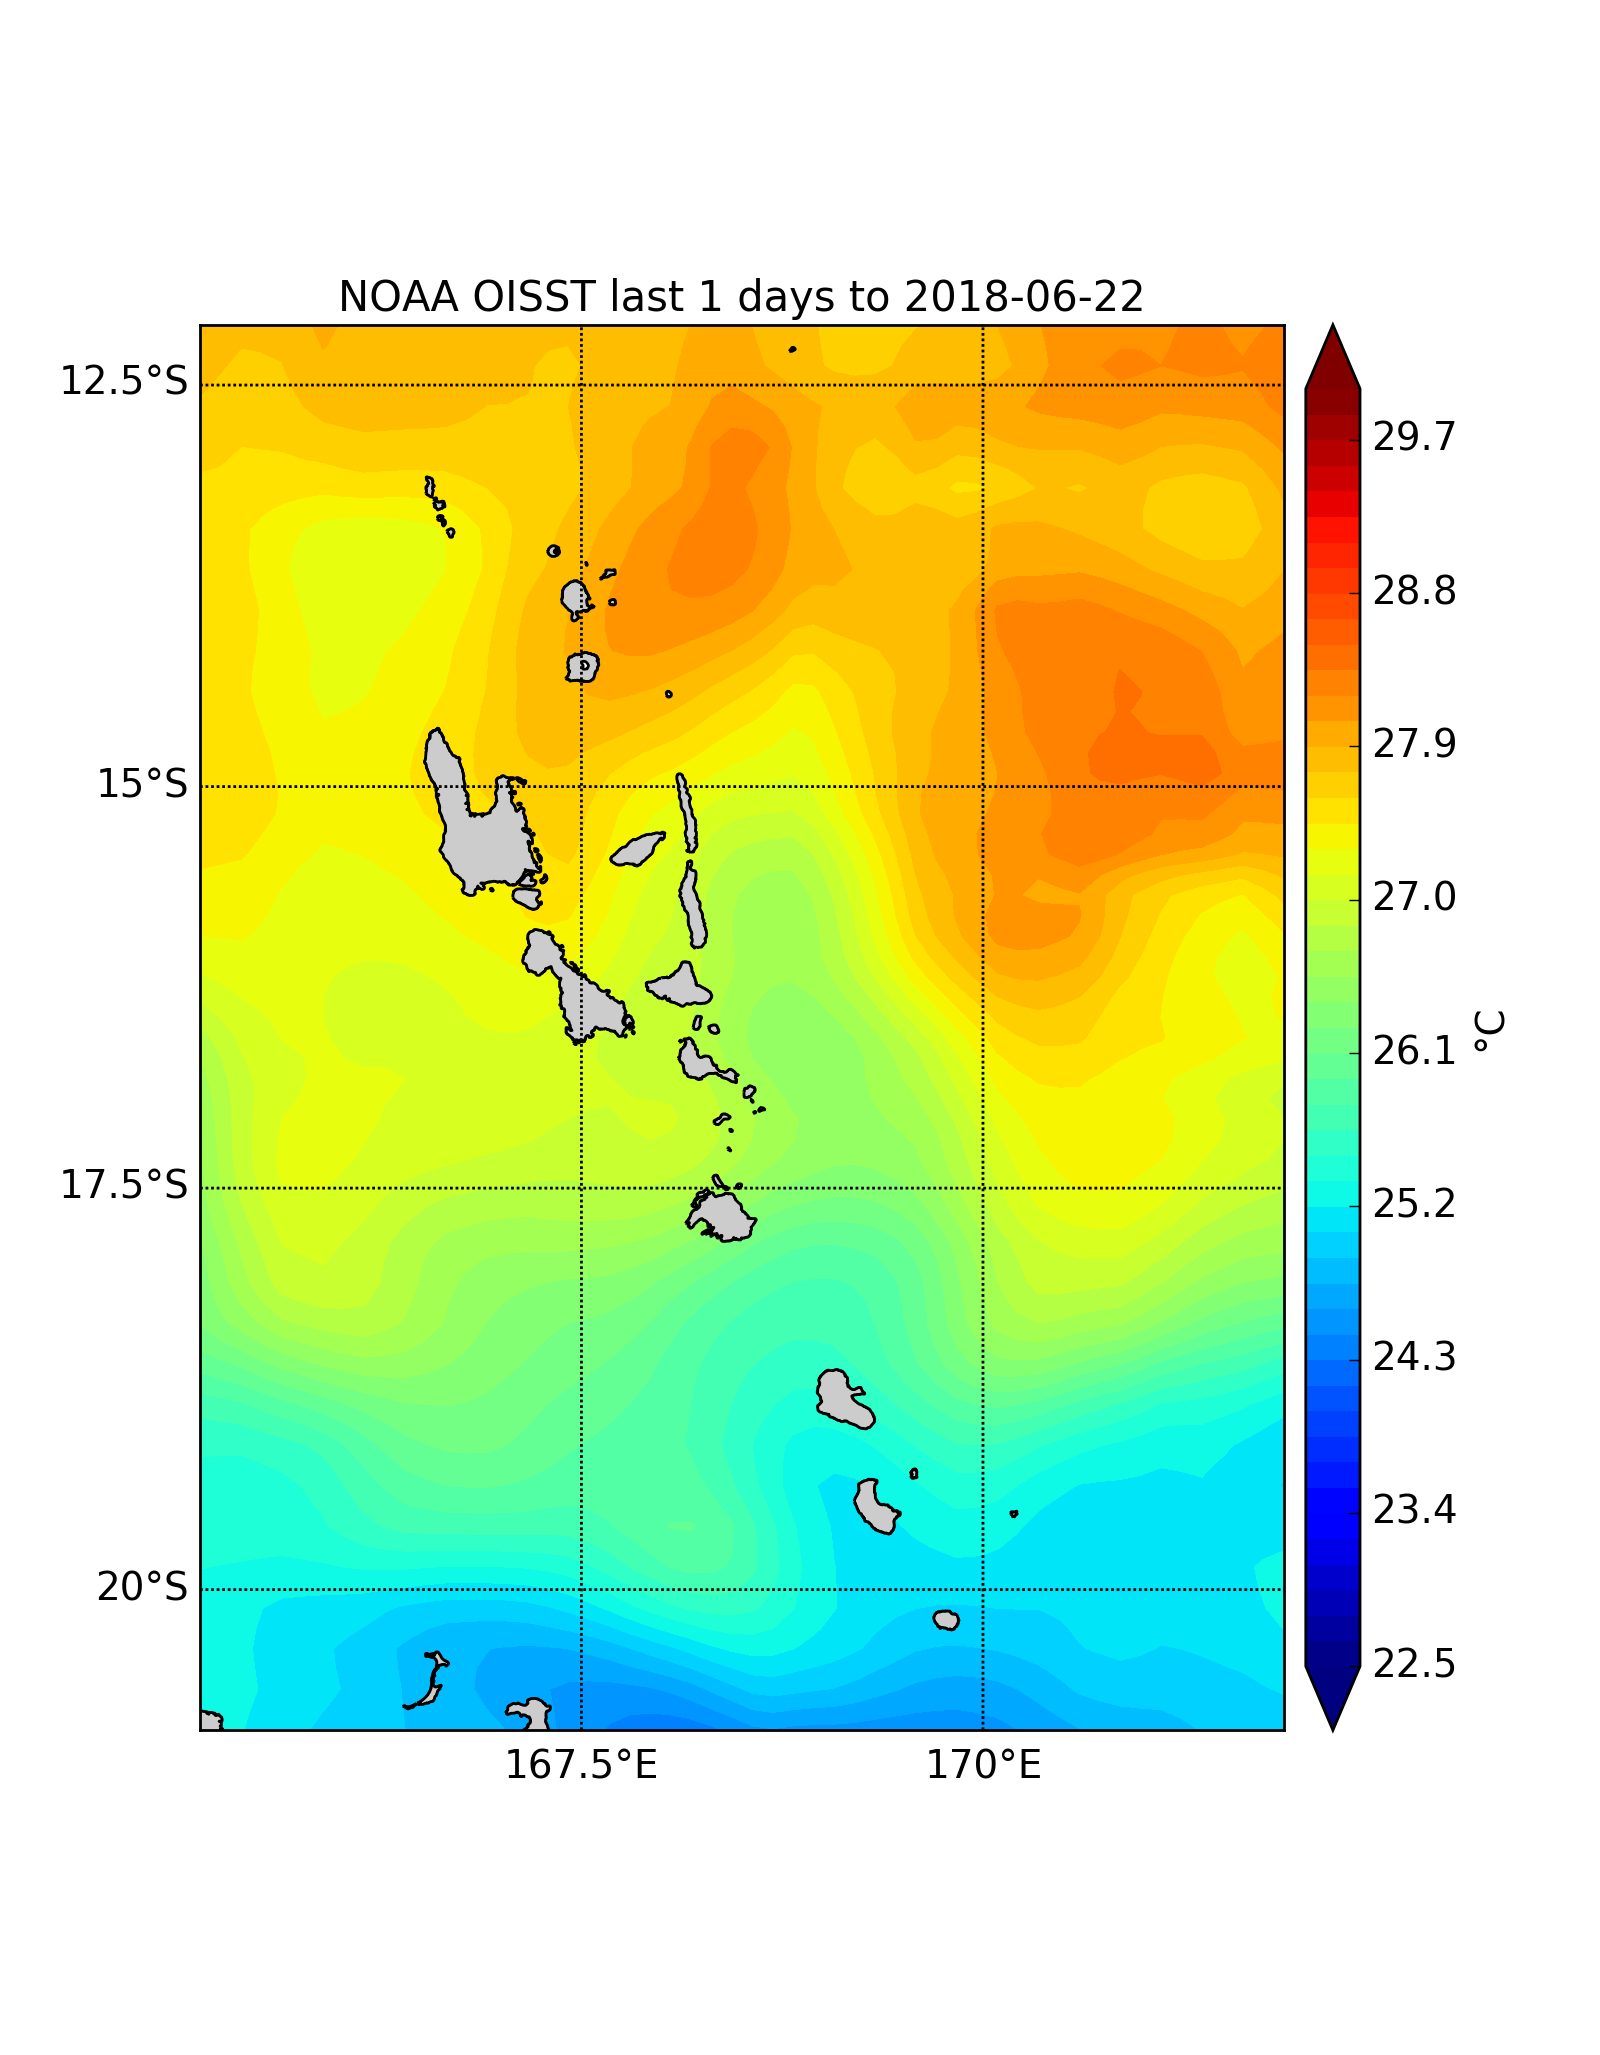 NOAA OISST last 1 days to 2018-06-22
12.5°S
15°S
17.5°S
20°S
167.5°E
170°E
29.7
28.8
27.9
27.0
26.1
25.2
24.3
23.4
22.5
°C